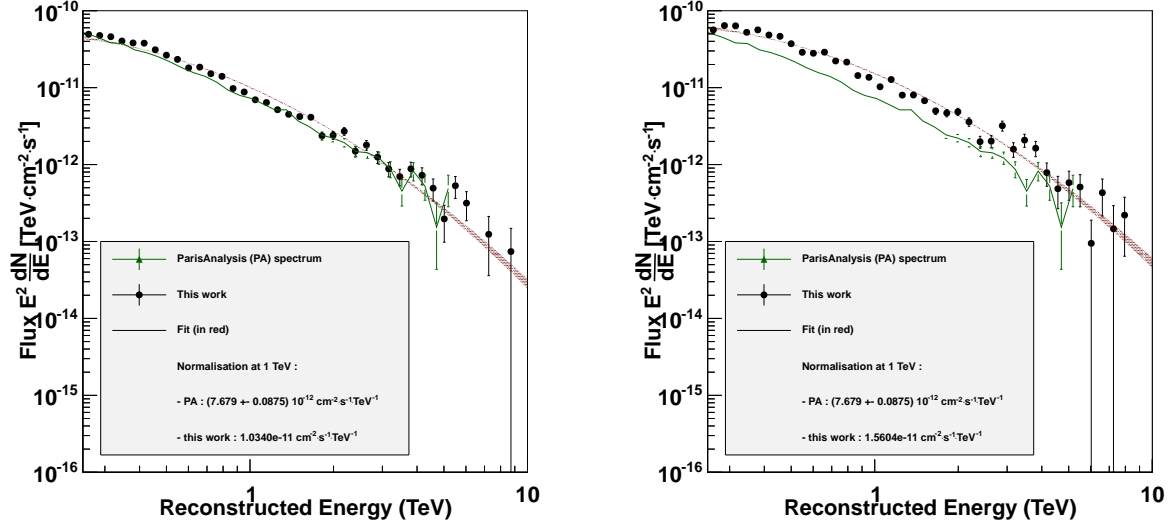 10⁻¹⁰
10⁻¹¹
10⁻¹²
10⁻¹³
10⁻¹⁴
10⁻¹⁵
10⁻¹⁶
Flux E² dN/dE [TeV·cm⁻²·s⁻¹]
ParisAnalysis (PA) spectrum
This work
Fit (in red)
Normalisation at 1 TeV :
- PA : (7.679 +- 0.0875) 10⁻¹² cm⁻²·s⁻¹TeV⁻¹
- this work : 1.0340e-11 cm⁻²·s⁻¹TeV⁻¹
1 10
Reconstructed Energy (TeV)
10⁻¹⁰
10⁻¹¹
10⁻¹²
10⁻¹³
10⁻¹⁴
10⁻¹⁵
10⁻¹⁶
Flux E² dN/dE [TeV·cm⁻²·s⁻¹]
ParisAnalysis (PA) spectrum
This work
Fit (in red)
Normalisation at 1 TeV :
- PA : (7.679 +- 0.0875) 10⁻¹² cm⁻²·s⁻¹TeV⁻¹
- this work : 1.5604e-11 cm⁻²·s⁻¹TeV⁻¹
1 10
Reconstructed Energy (TeV)